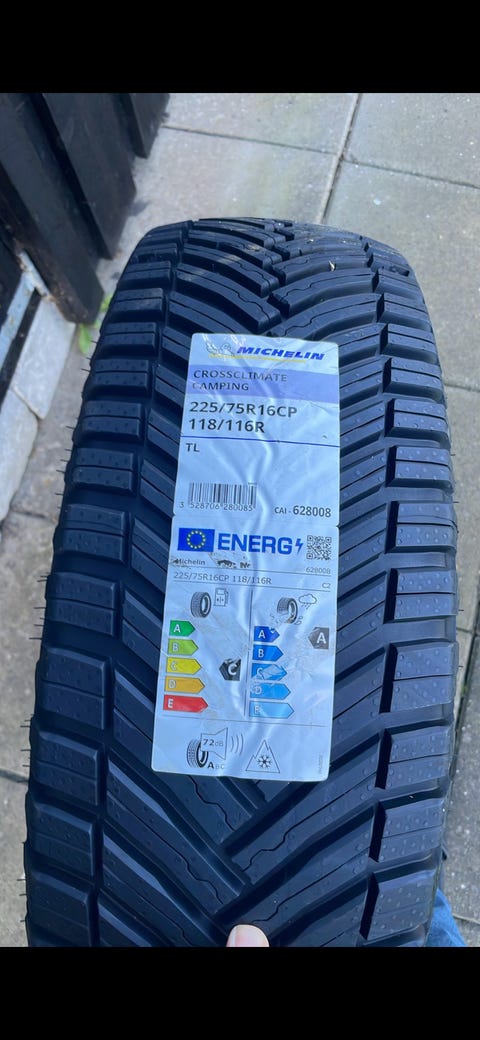 MICHELIN
CROSSCLIMATE
CAMPING
225/75R16CP
118/116R
TL
3 528706 280085
CAI - 628008
ENERG
Michelin
628008
225/75R16CP 118/116R
C2
A
B
C
D
E
C
A
B
C
D
E
A
72dB
ABC